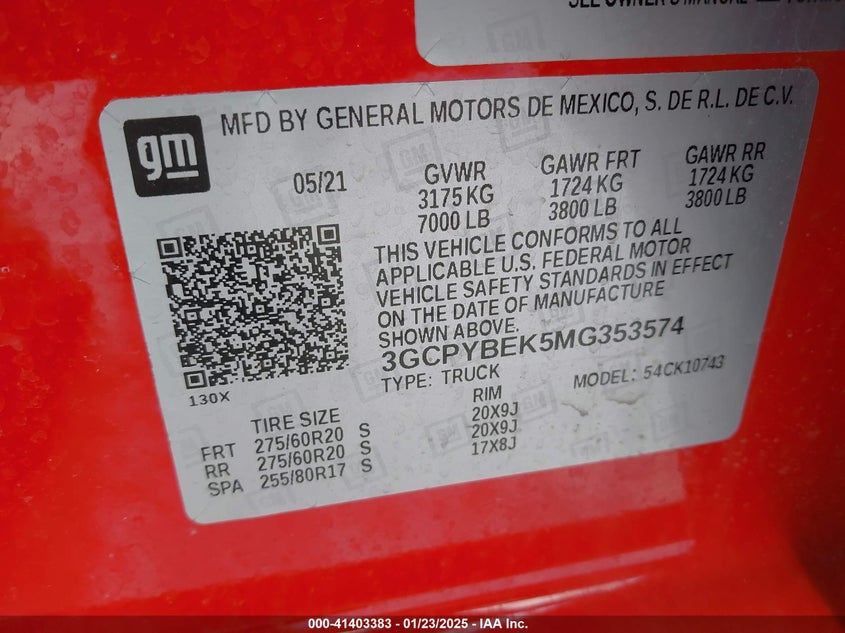 SEE OWNER'S MANUAL
gm
MFD BY GENERAL MOTORS DE MEXICO, S. DE R.L. DE C.V.
05/21
GVWR
3175 KG
7000 LB
GAWR FRT
1724 KG
3800 LB
GAWR RR
1724 KG
3800 LB
THIS VEHICLE CONFORMS TO ALL
APPLICABLE U.S. FEDERAL MOTOR
VEHICLE SAFETY STANDARDS IN EFFECT
ON THE DATE OF MANUFACTURE
SHOWN ABOVE.
3GCPYBEK5MG353574
TYPE: TRUCK
MODEL: 54CK10743
130X
TIRE SIZE
RIM
FRT 275/60R20 S 20X9J
RR 275/60R20 S 20X9J
SPA 255/80R17 S 17X8J
000-41403383 - 01/23/2025 - IAA Inc.